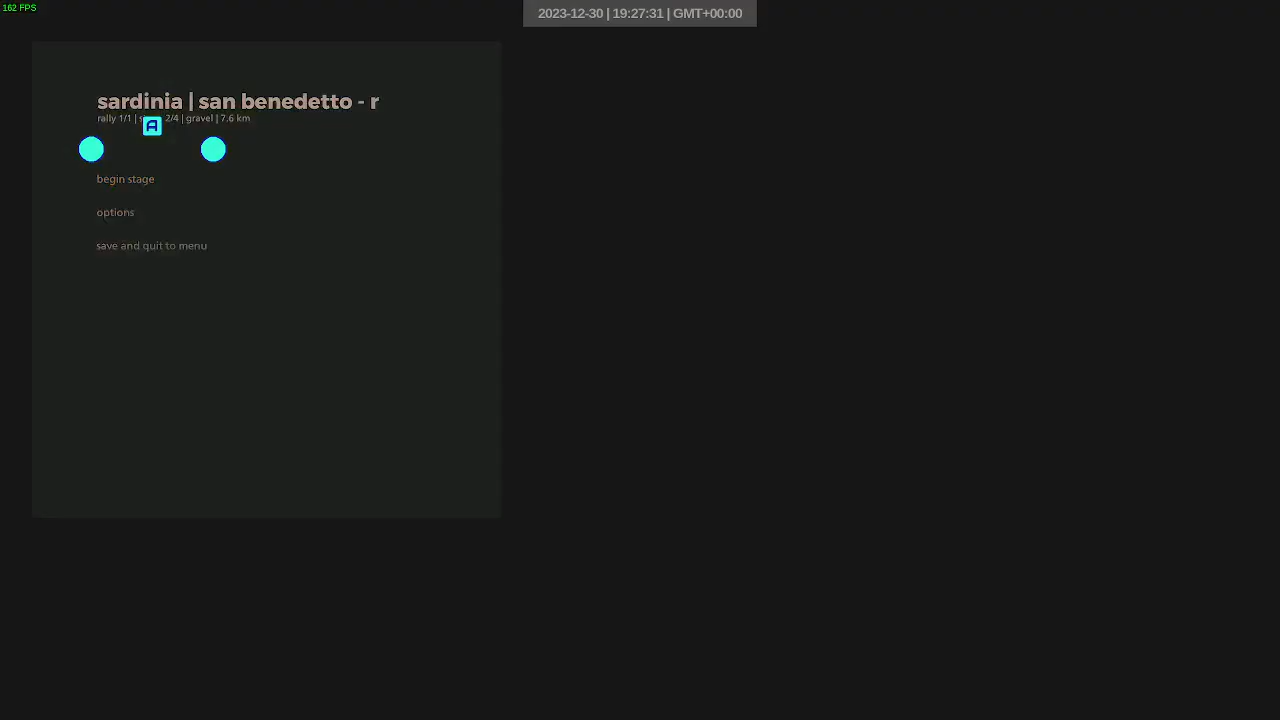 162 FPS
2023-12-30 | 19:27:31 | GMT+00:00
sardinia | san benedetto - r
rally 1/1 | 2/4 | gravel | 7.6 km
A
begin stage
options
save and quit to menu